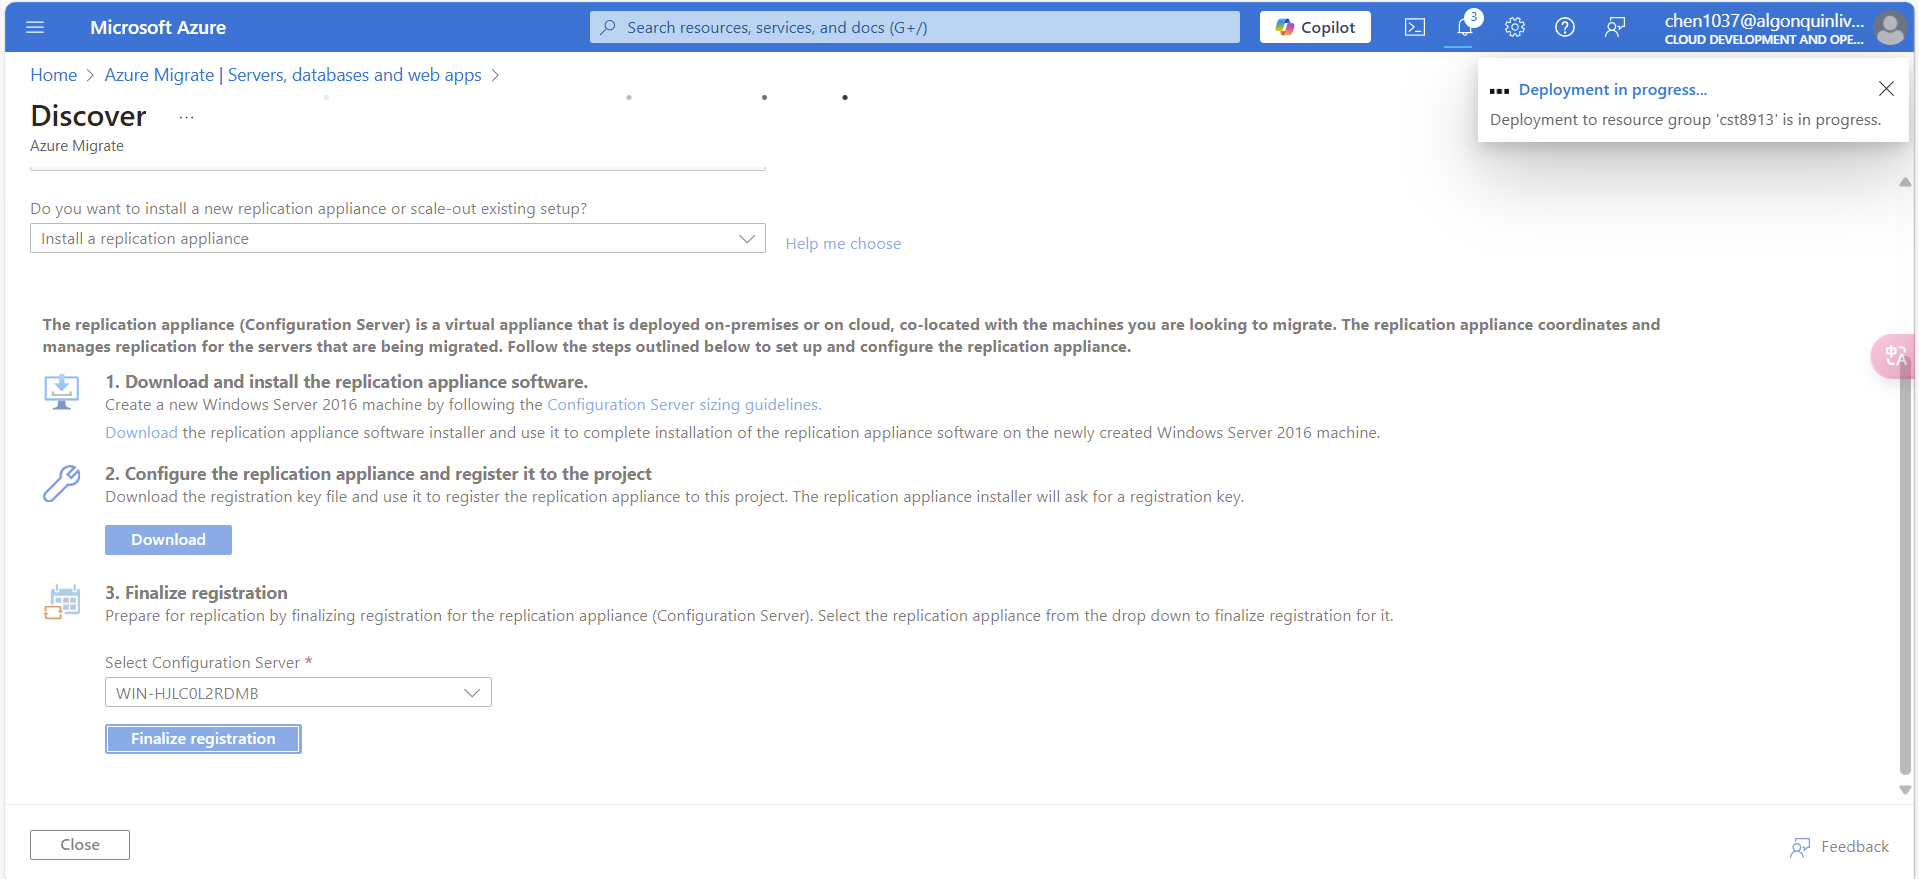 Microsoft Azure
Search resources, services, and docs (G+/)
Copilot
3
chen1037@algonquinliv...
CLOUD DEVELOPMENT AND OPE...
Home > Azure Migrate | Servers, databases and web apps >
Deployment in progress...
Deployment to resource group 'cst8913' is in progress.
Discover ...
Azure Migrate
Do you want to install a new replication appliance or scale-out existing setup?
Install a replication appliance
Help me choose
The replication appliance (Configuration Server) is a virtual appliance that is deployed on-premises or on cloud, co-located with the machines you are looking to migrate. The replication appliance coordinates and
manages replication for the servers that are being migrated. Follow the steps outlined below to set up and configure the replication appliance.
中A
1. Download and install the replication appliance software.
Create a new Windows Server 2016 machine by following the Configuration Server sizing guidelines.
Download the replication appliance software installer and use it to complete installation of the replication appliance software on the newly created Windows Server 2016 machine.
2. Configure the replication appliance and register it to the project
Download the registration key file and use it to register the replication appliance to this project. The replication appliance installer will ask for a registration key.
Download
3. Finalize registration
Prepare for replication by finalizing registration for the replication appliance (Configuration Server). Select the replication appliance from the drop down to finalize registration for it.
Select Configuration Server *
WIN-HJLC0L2RDMB
Finalize registration
Close
Feedback